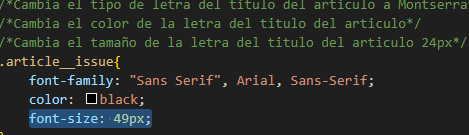 /*Cambia el tipo de letra del titulo del articulo a Montserrat
/*Cambia el color de la letra del titulo del articulo*/
/*Cambia el tamaño de la letra del titulo del articulo 24px*/
.article__issue{
font-family: "Sans Serif", Arial, Sans-Serif;
color: black;
font-size: 49px;